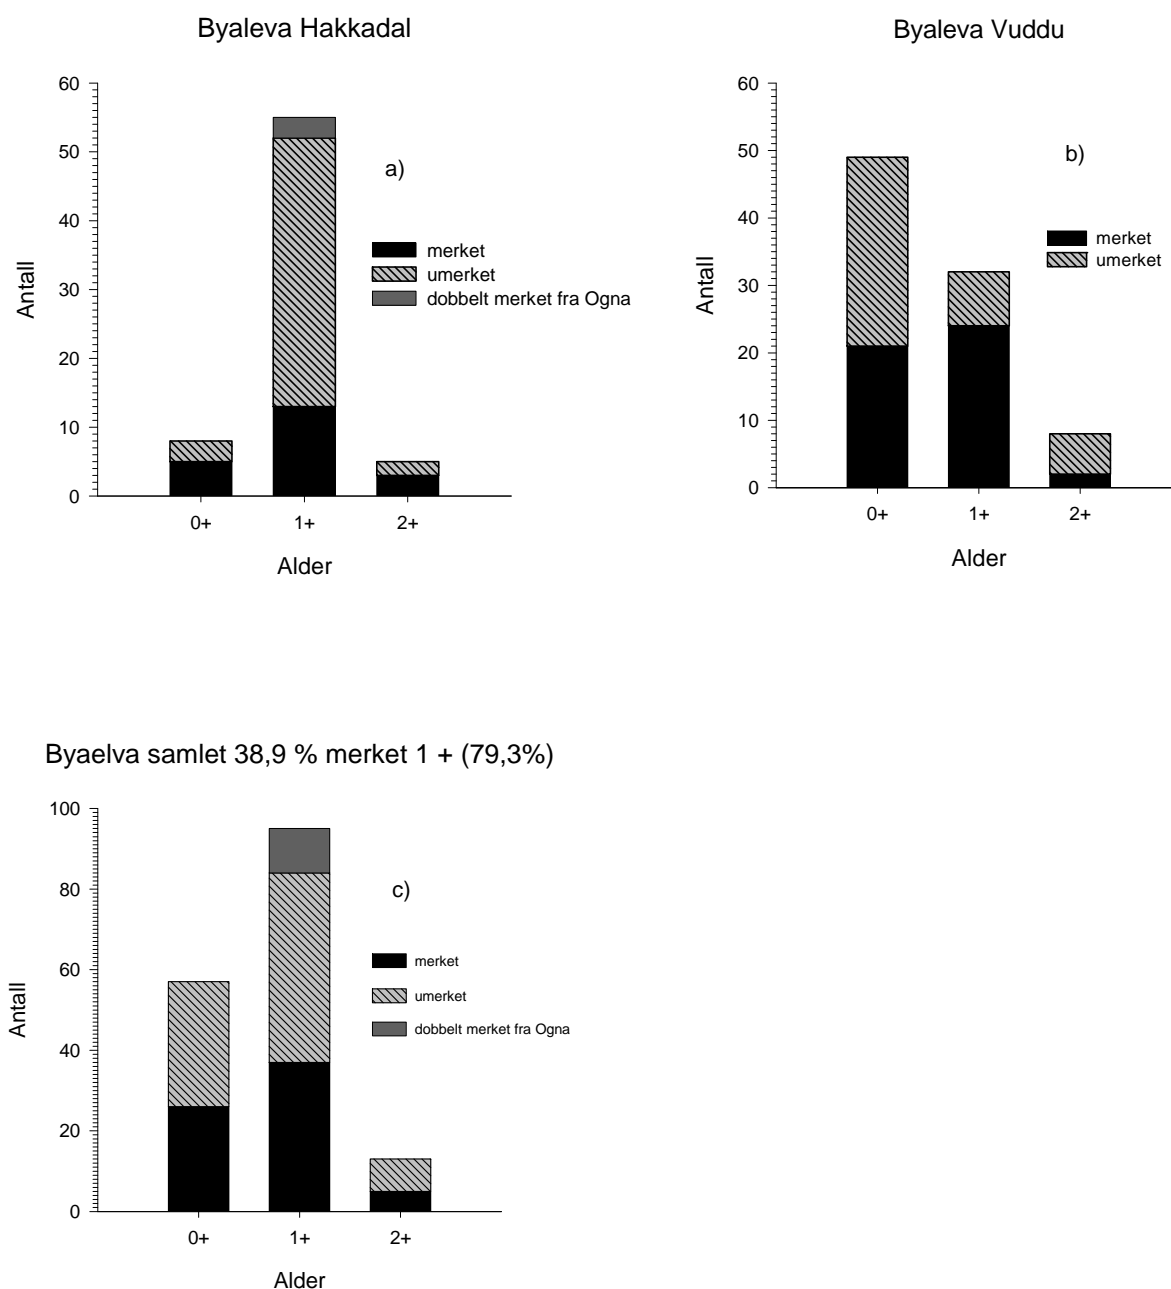 Byaleva Hakkadal
60
50
40
30
20
10
0
Antall
0+ 1+ 2+
Alder
a)
merket
umerket
dobbelt merket fra Ogna
Byaleva Vuddu
60
50
40
30
20
10
0
Antall
0+ 1+ 2+
Alder
b)
merket
umerket
Byaelva samlet 38,9 % merket 1 + (79,3%)
100
80
60
40
20
0
Antall
0+ 1+ 2+
Alder
c)
merket
umerket
dobbelt merket fra Ogna